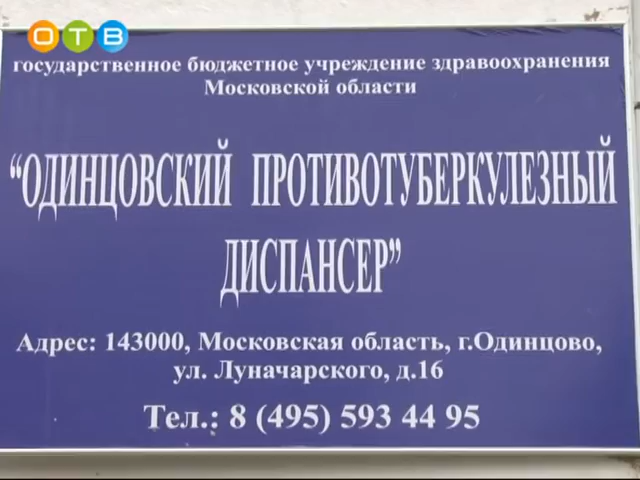 ОТВ
государственное бюджетное учреждение здравоохранения
Московской области
“ОДИНЦОВСКИЙ ПРОТИВОТУБЕРКУЛЕЗНЫЙ
ДИСПАНСЕР”
Адрес: 143000, Московская область, г.Одинцово,
ул. Луначарского, д.16
Тел.: 8 (495) 593 44 95